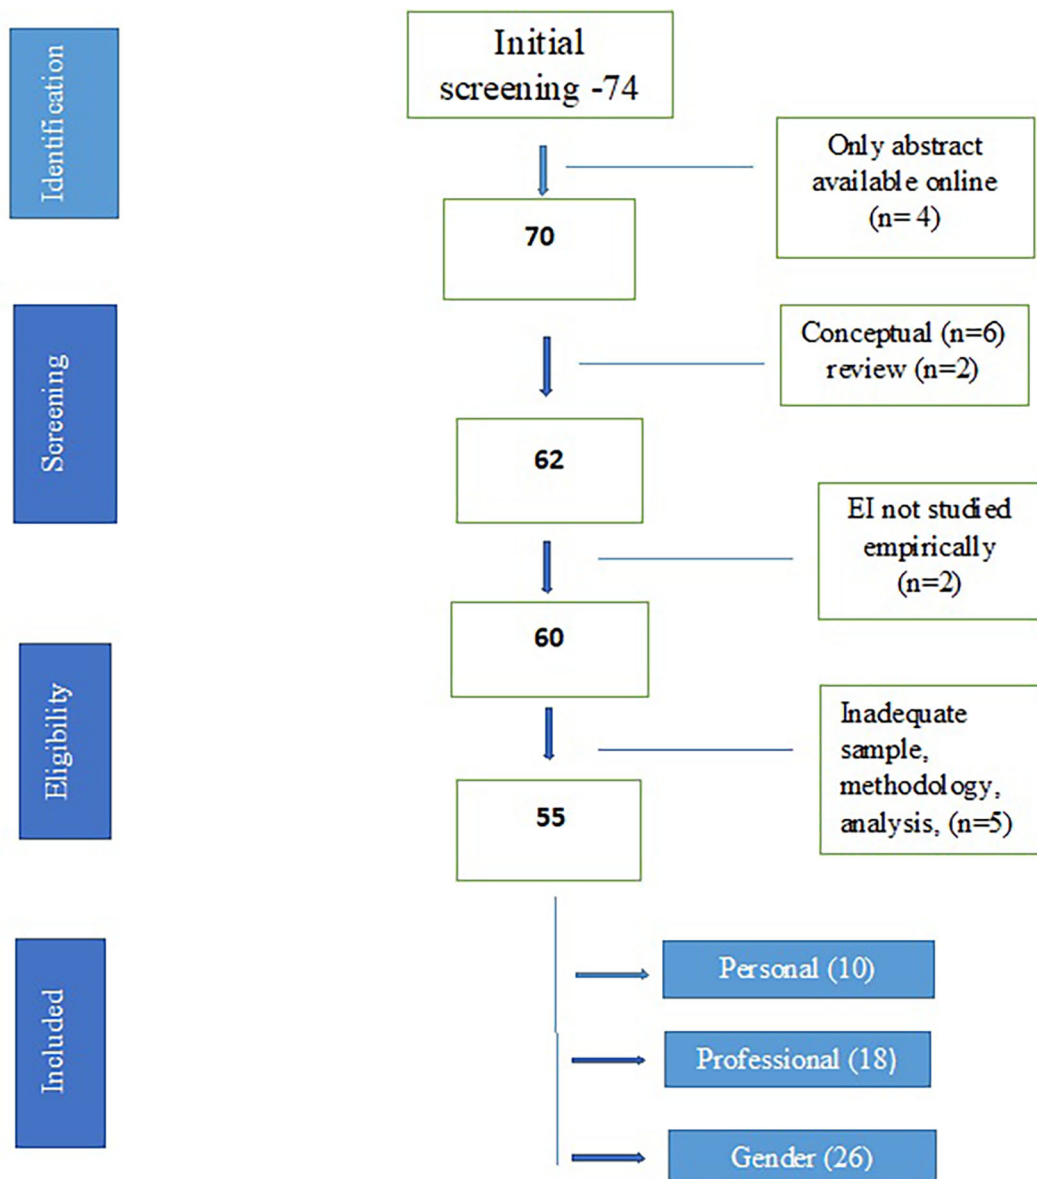 Identification
Initial
screening -74
Only abstract
available online
(n= 4)
70
Screening
Conceptual (n=6)
review (n=2)
62
EI not studied
empirically
(n=2)
60
Eligibility
Inadequate
sample,
methodology,
analysis, (n=5)
55
Included
Personal (10)
Professional (18)
Gender (26)